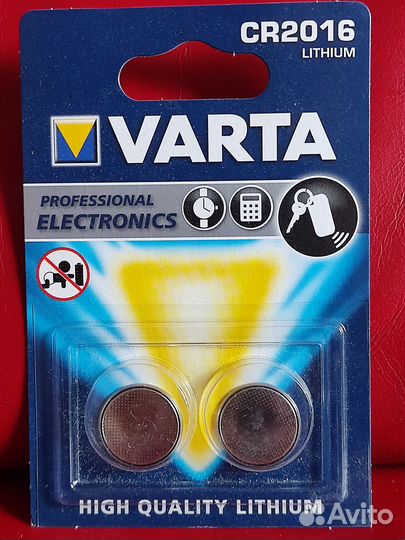 CR2016
LITHIUM
VARTA
PROFESSIONAL
ELECTRONICS
HIGH QUALITY LITHIUM
Avito